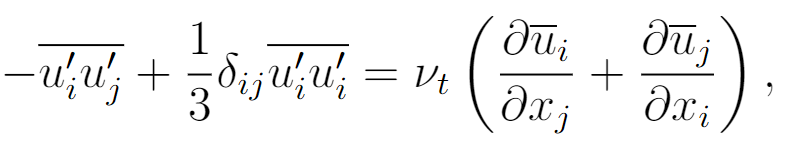 $-\overline{u_i' u_j'} + \frac{1}{3} \delta_{ij} \overline{u_i' u_i'} = \nu_t \left( \frac{\partial \overline{u}_i}{\partial x_j} + \frac{\partial \overline{u}_j}{\partial x_i} \right),$